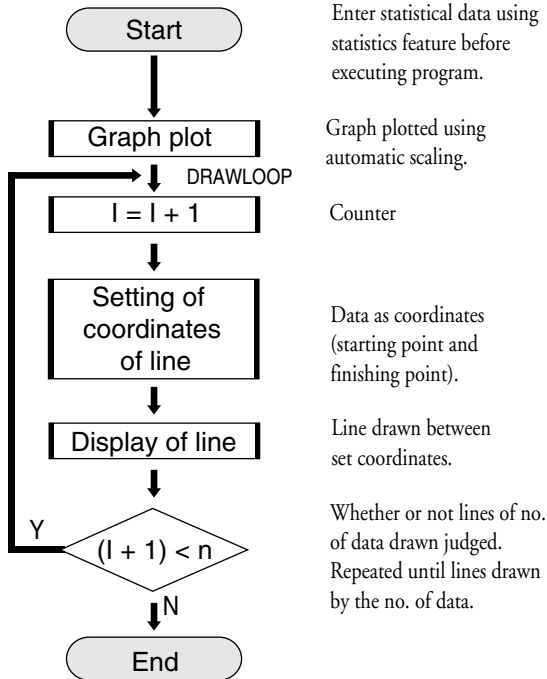 Start
Enter statistical data using
statistics feature before
executing program.
Graph plot
Graph plotted using
automatic scaling.
DRAWLOOP
I = I + 1
Counter
Setting of
coordinates
of line
Data as coordinates
(starting point and
finishing point).
Display of line
Line drawn between
set coordinates.
Y
(I + 1) < n
Whether or not lines of no.
of data drawn judged.
Repeated until lines drawn
by the no. of data.
N
End